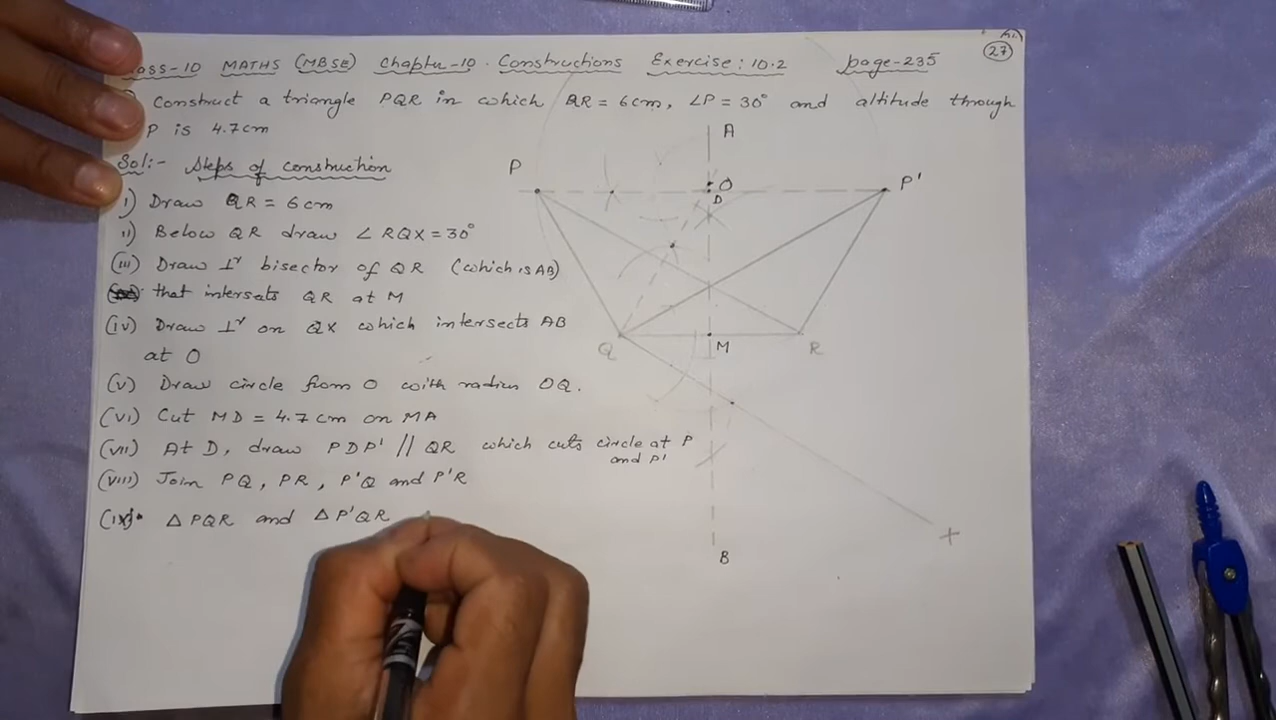 ass-10 MATHS (MBSE) Chapter-10. Constructions Exercise: 10.2 page-235
27
Construct a triangle PQR in which QR = 6cm, ∠P = 30° and altitude through
P is 4.7cm
Sol:- Steps of construction
i) Draw QR = 6cm
ii) Below QR draw ∠RQX = 30°
(iii) Draw ⊥r bisector of QR (which is AB)
that intersets QR at M
(iv) Draw ⊥r on QX which intersects AB
at O
(v) Draw circle from O with radius OQ.
(vi) Cut MD = 4.7cm on MA
(vii) At D, draw PDP' // QR which cuts circle at P
and P'
(viii) Join PQ, PR, P'Q and P'R
(ix) △PQR and △P'QR
A
P
O
D
P'
Q
M
R
B
X